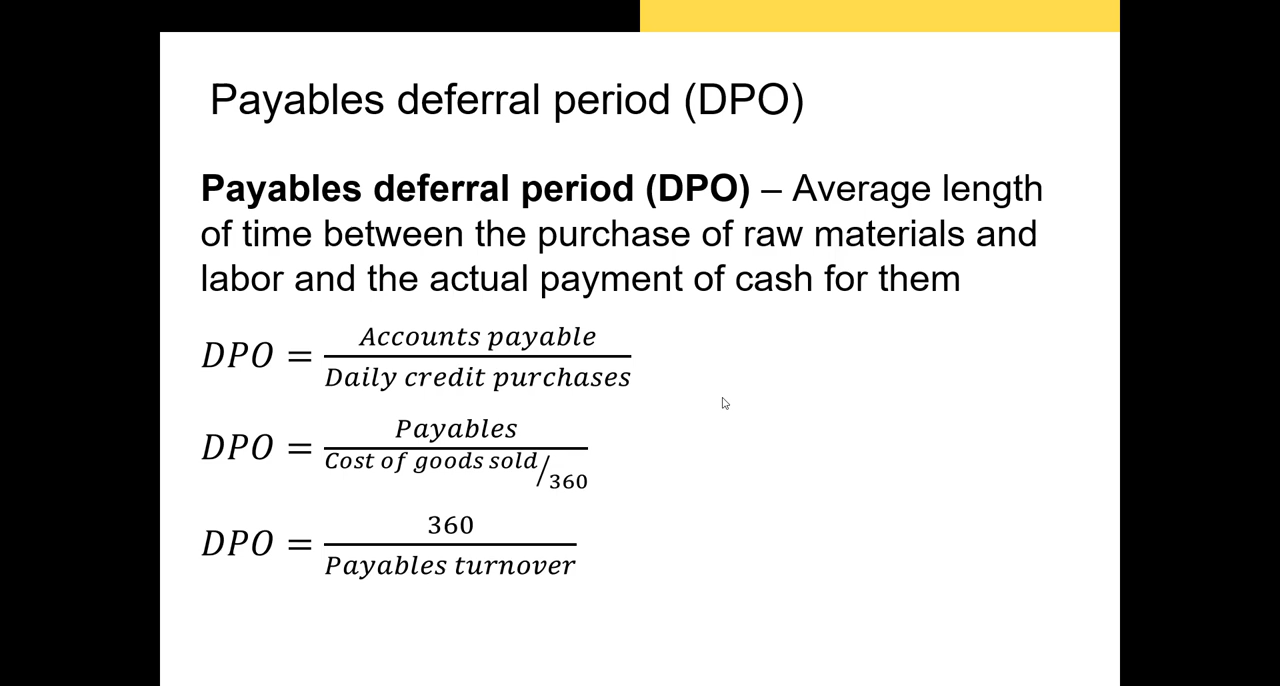 Payables deferral period (DPO)
Payables deferral period (DPO) – Average length
of time between the purchase of raw materials and
labor and the actual payment of cash for them
DPO = Accounts payable / Daily credit purchases
DPO = Payables / Cost of goods sold/360
DPO = 360 / Payables turnover